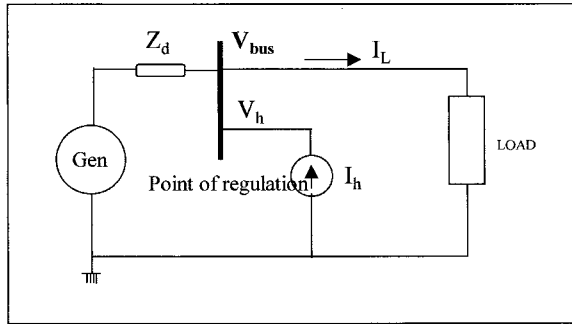 Z_d
V_bus
I_L
V_h
Gen
Point of regulation
I_h
LOAD